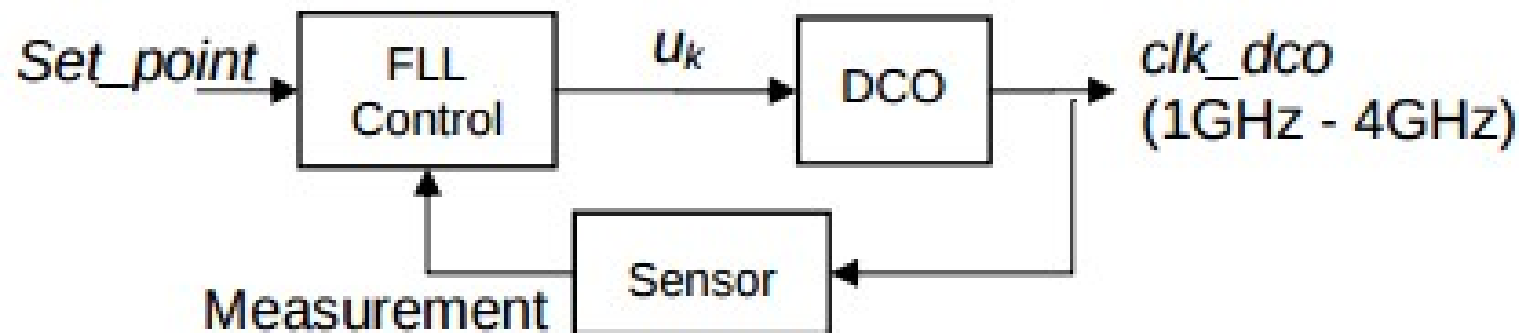 Set_point
FLL
Control
uk
DCO
clk_dco
(1GHz - 4GHz)
Sensor
Measurement